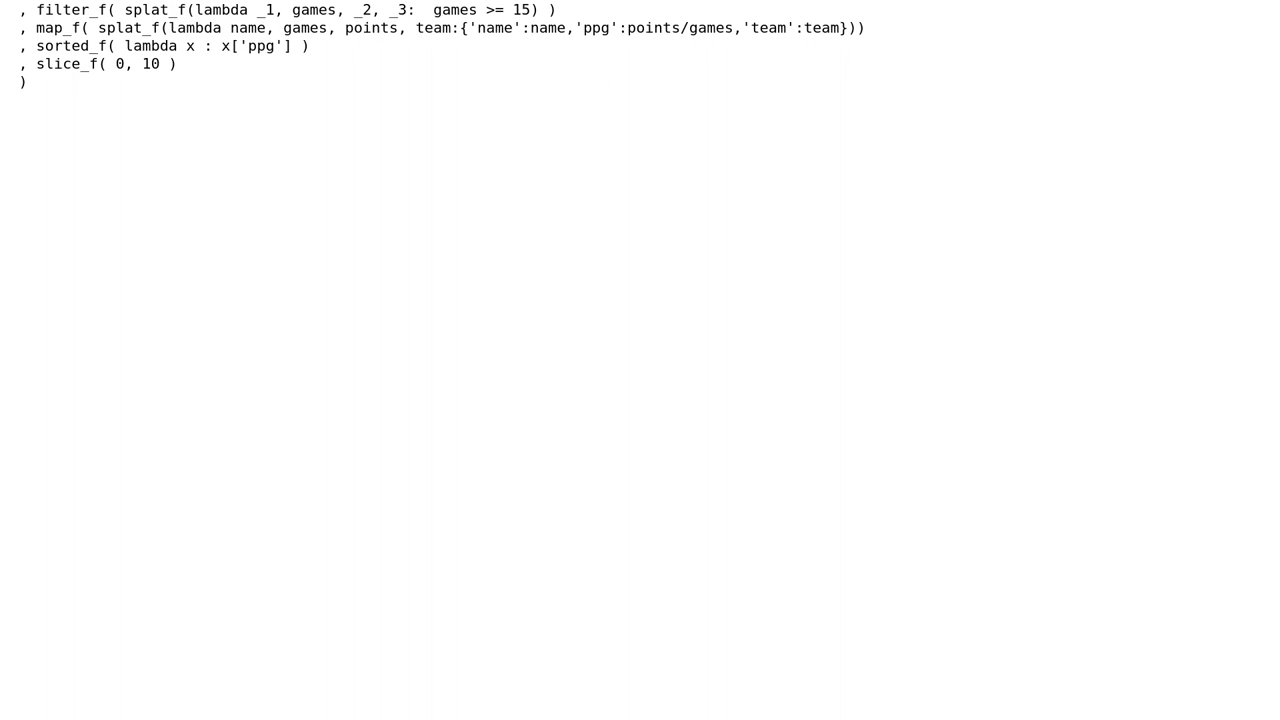 , filter_f( splat_f(lambda _1, games, _2, _3:  games >= 15) )
, map_f( splat_f(lambda name, games, points, team:{'name':name,'ppg':points/games,'team':team}))
, sorted_f( lambda x : x['ppg'] )
, slice_f( 0, 10 )
)